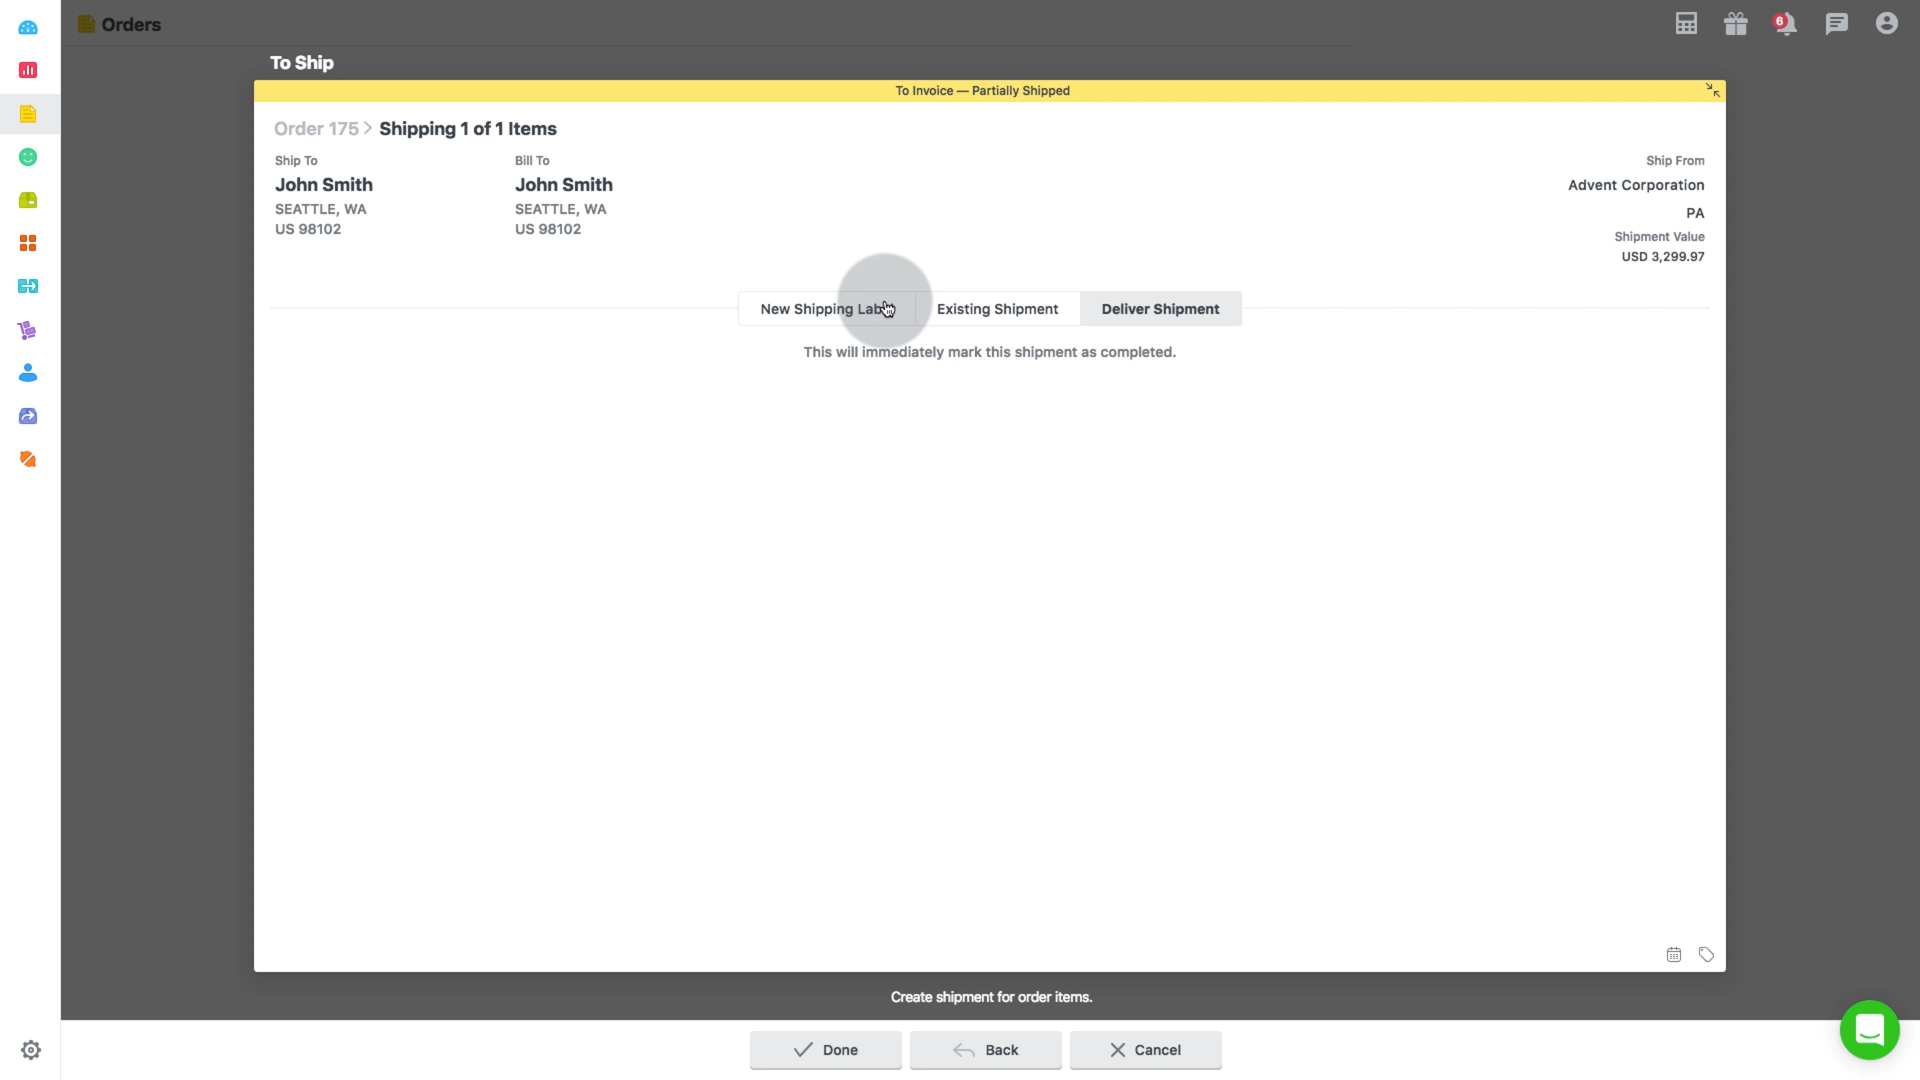 Orders
6
To Ship
To Invoice — Partially Shipped
Order 175 > Shipping 1 of 1 Items
Ship To
John Smith
SEATTLE, WA
US 98102
Bill To
John Smith
SEATTLE, WA
US 98102
Ship From
Advent Corporation
PA
Shipment Value
USD 3,299.97
New Shipping Label
Existing Shipment
Deliver Shipment
This will immediately mark this shipment as completed.
Create shipment for order items.
Done
Back
Cancel